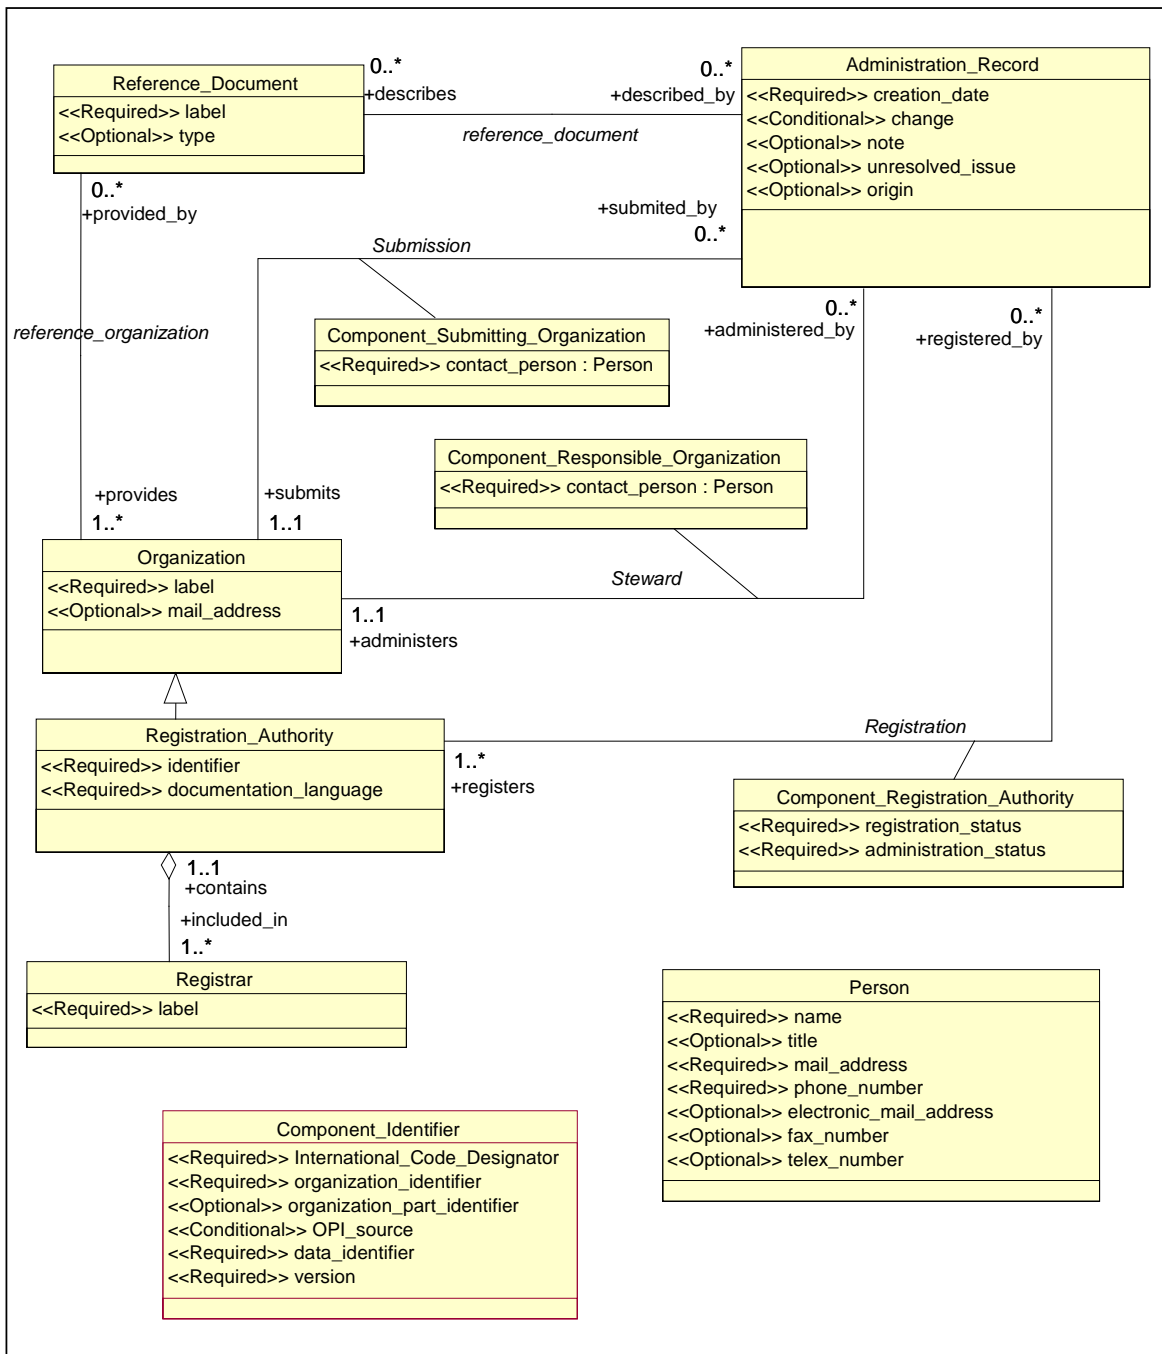 Reference_Document
<<Required>> label
<<Optional>> type
0..*
+describes
0..*
+described_by
reference_document
Administration_Record
<<Required>> creation_date
<<Conditional>> change
<<Optional>> note
<<Optional>> unresolved_issue
<<Optional>> origin
0..*
+provided_by
+submited_by
0..*
Submission
reference_organization
Component_Submitting_Organization
<<Required>> contact_person : Person
0..*
+administered_by
0..*
+registered_by
Component_Responsible_Organization
<<Required>> contact_person : Person
+provides
1..*
+submits
1..1
Organization
<<Required>> label
<<Optional>> mail_address
Steward
1..1
+administers
Registration_Authority
<<Required>> identifier
<<Required>> documentation_language
Registration
1..*
+registers
Component_Registration_Authority
<<Required>> registration_status
<<Required>> administration_status
1..1
+contains
+included_in
1..*
Registrar
<<Required>> label
Person
<<Required>> name
<<Optional>> title
<<Required>> mail_address
<<Required>> phone_number
<<Optional>> electronic_mail_address
<<Optional>> fax_number
<<Optional>> telex_number
Component_Identifier
<<Required>> International_Code_Designator
<<Required>> organization_identifier
<<Optional>> organization_part_identifier
<<Conditional>> OPI_source
<<Required>> data_identifier
<<Required>> version